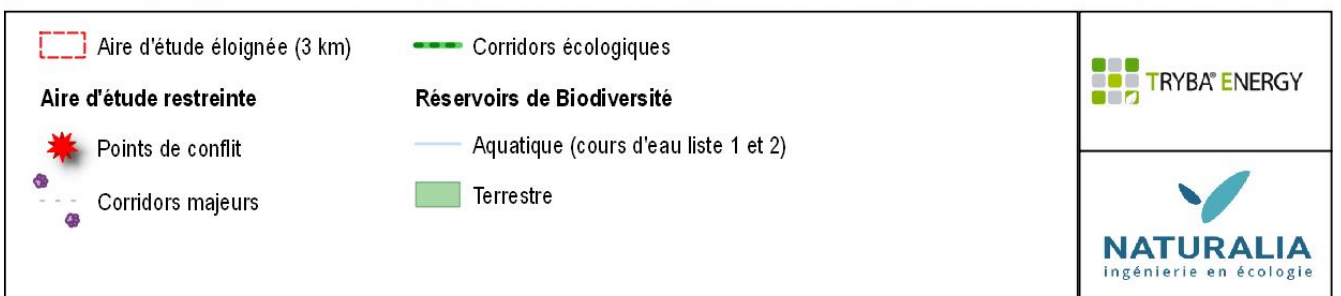 Aire d'étude éloignée (3 km)
Aire d'étude restreinte
Points de conflit
Corridors majeurs
Corridors écologiques
Réservoirs de Biodiversité
Aquatique (cours d'eau liste 1 et 2)
Terrestre
TRYBA® ENERGY
NATURALIA
ingénierie en écologie